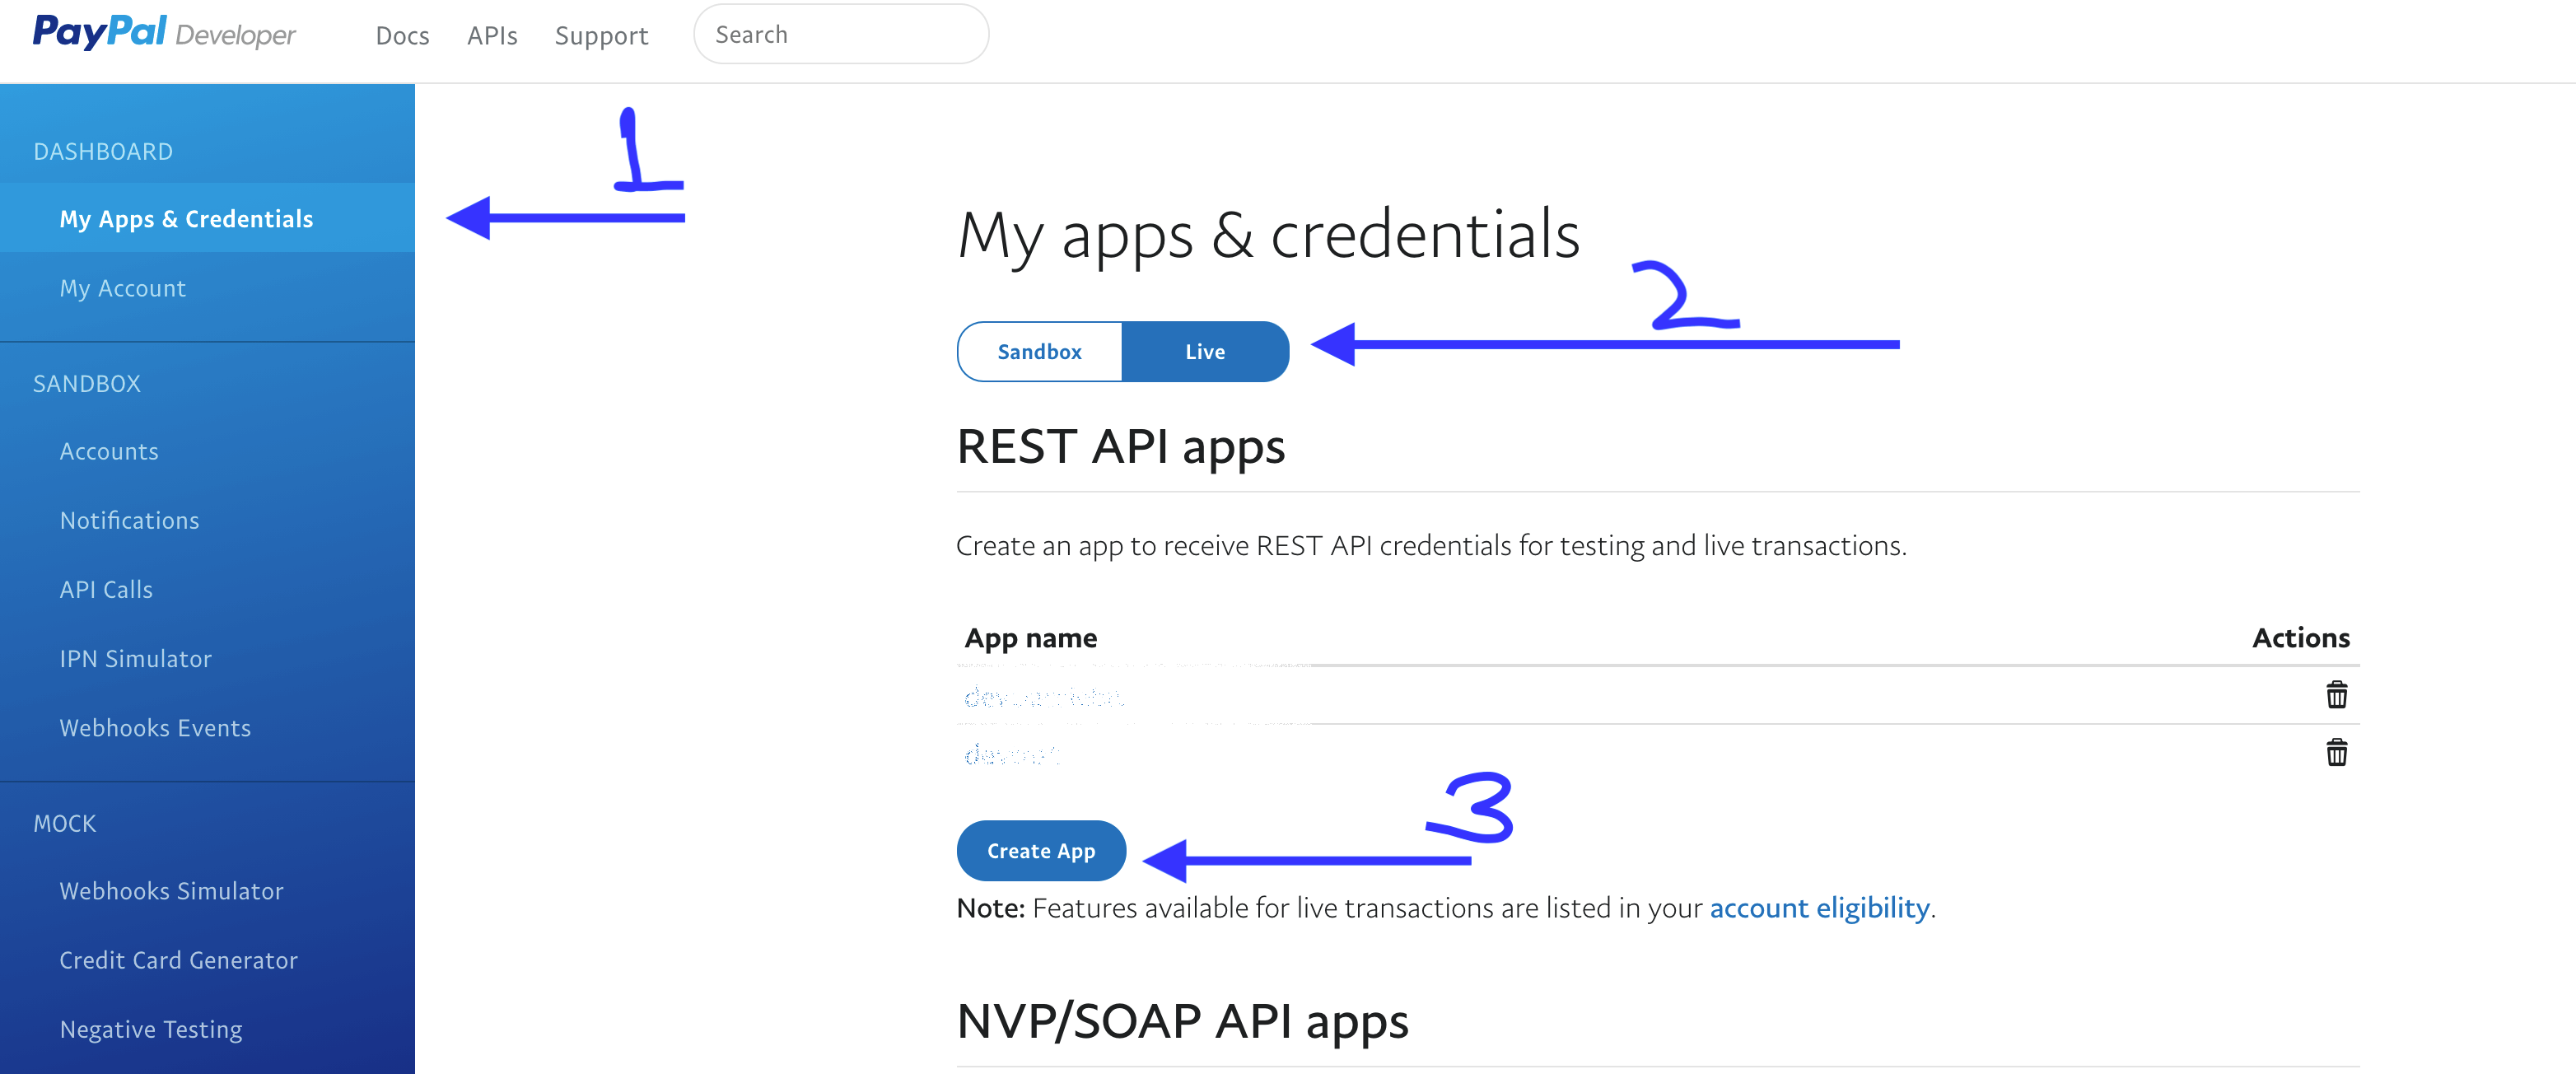 PayPal Developer
Docs
APIs
Support
Search
DASHBOARD
My Apps & Credentials
My Account
SANDBOX
Accounts
Notifications
API Calls
IPN Simulator
Webhooks Events
MOCK
Webhooks Simulator
Credit Card Generator
Negative Testing
1
My apps & credentials
2
Sandbox
Live
REST API apps
Create an app to receive REST API credentials for testing and live transactions.
App name
Actions
3
Create App
Note: Features available for live transactions are listed in your account eligibility.
NVP/SOAP API apps